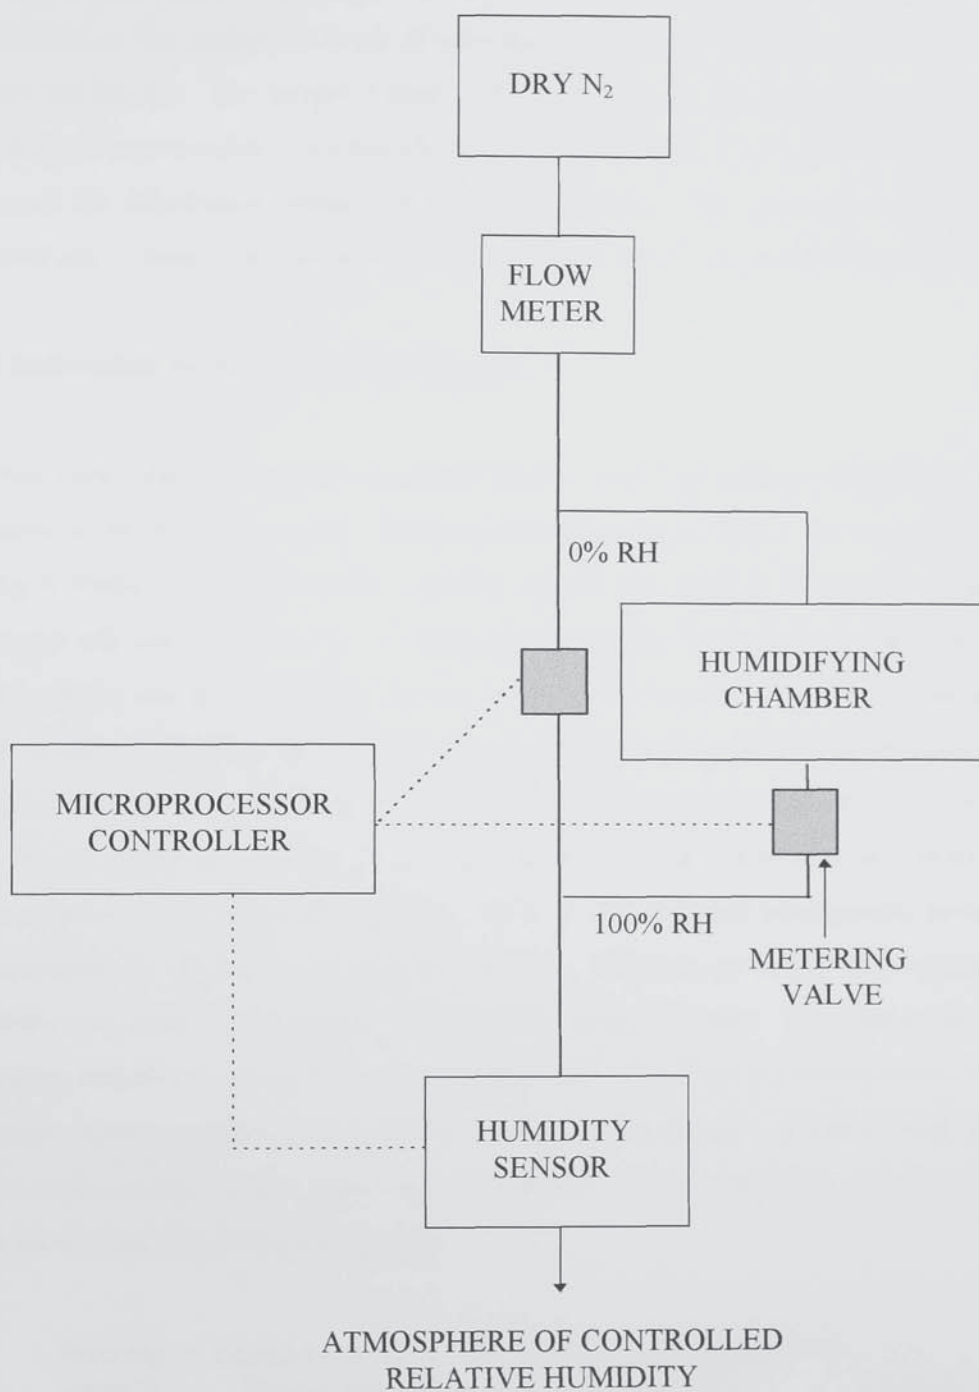 DRY N₂
FLOW
METER
0% RH
HUMIDIFYING
CHAMBER
MICROPROCESSOR
CONTROLLER
100% RH
METERING
VALVE
HUMIDITY
SENSOR
ATMOSPHERE OF CONTROLLED
RELATIVE HUMIDITY